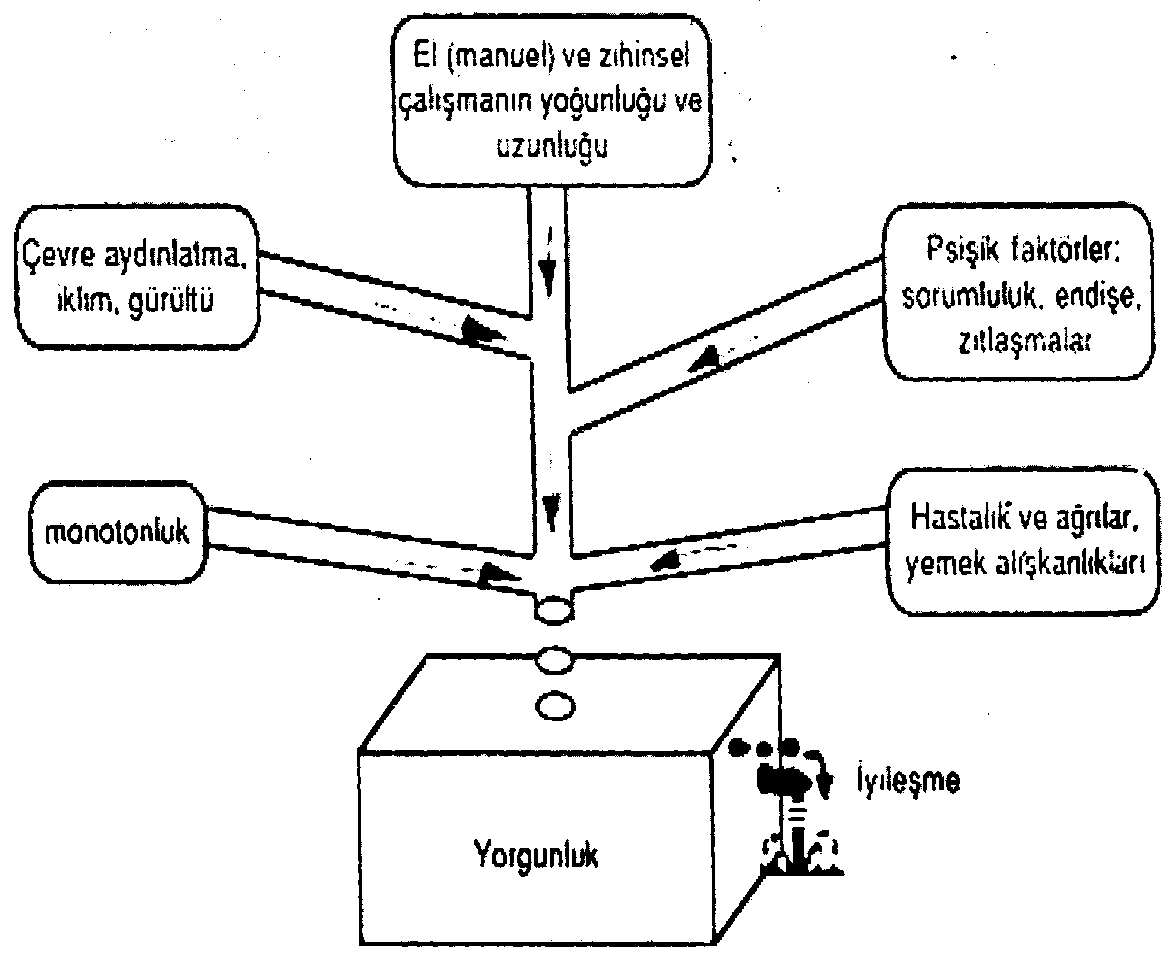 El (manuel) ve zihinsel
çalışmanın yoğunluğu ve
uzunluğu
Çevre aydınlatma,
iklim, gürültü
Psişik faktörler:
sorumluluk, endişe,
zıtlaşmalar
monotonluk
Hastalık ve ağrılar,
yemek alışkanlıkları
İyileşme
Yorgunluk